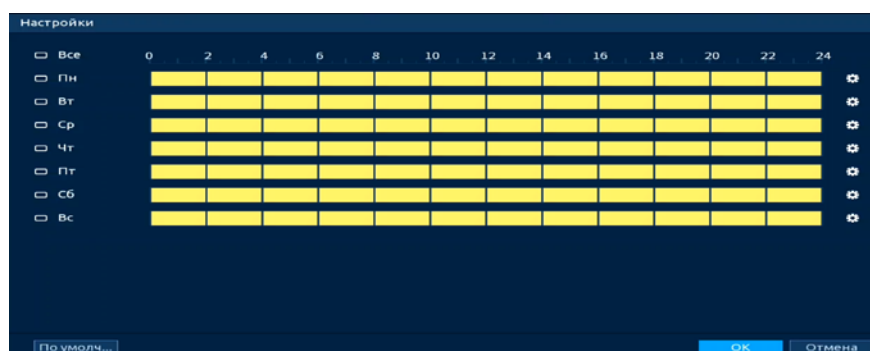 Настройки
Все 0 2 4 6 8 10 12 14 16 18 20 22 24
Пн
Вт
Ср
Чт
Пт
Сб
Вс
По умолч... OK Отмена